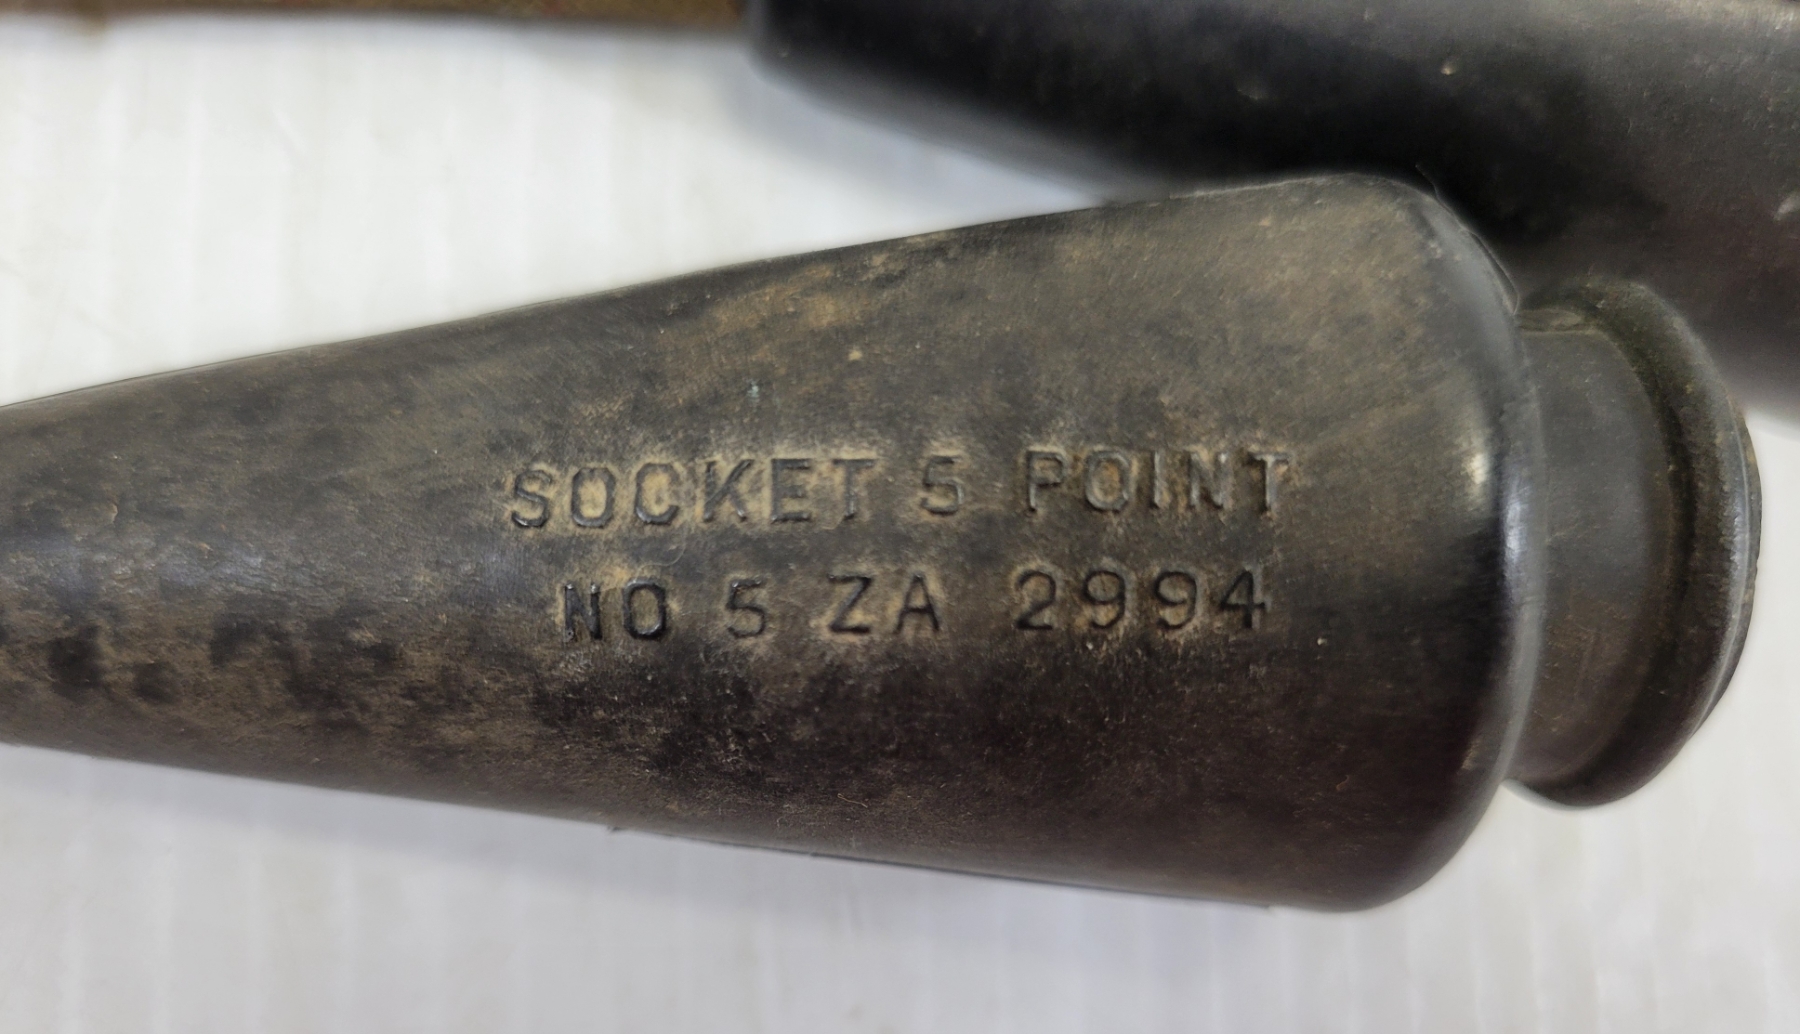 SOCKET 5 POINT
NO 5 ZA 2994